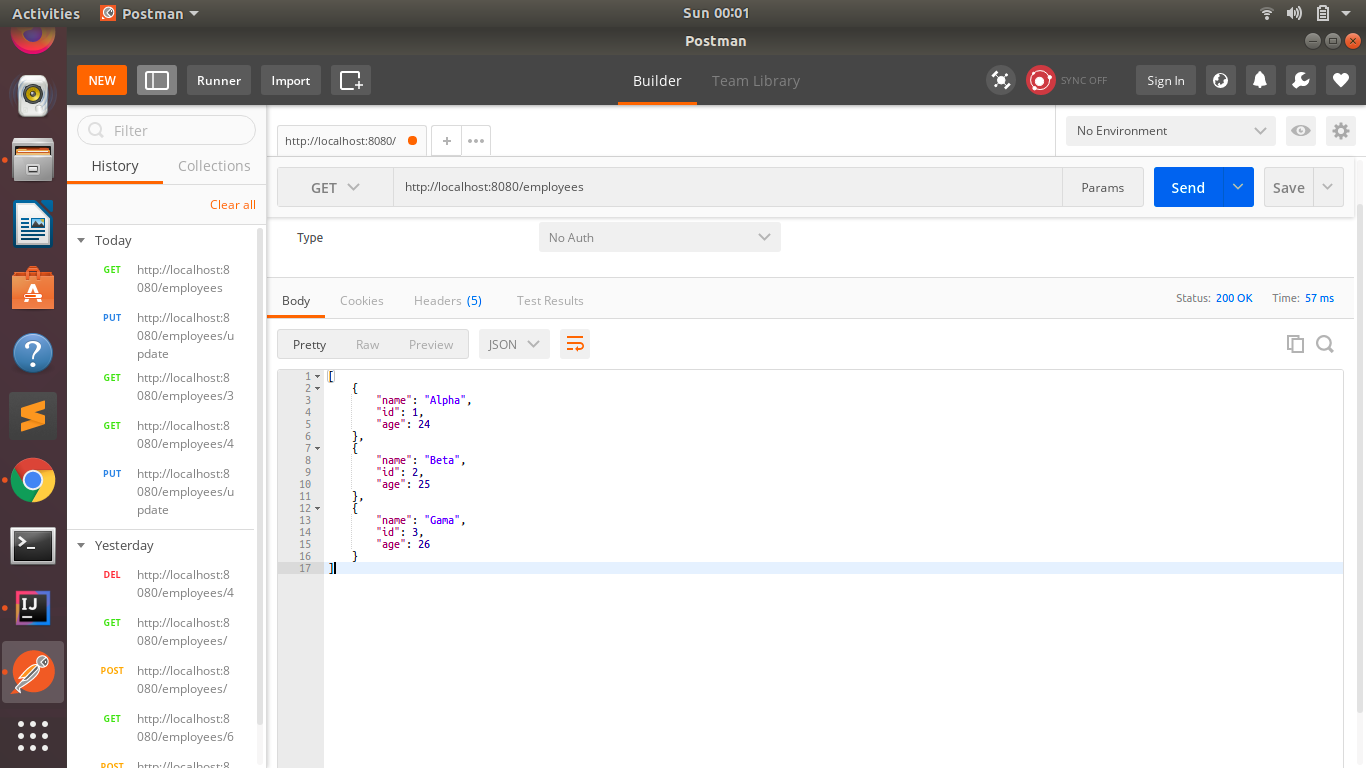 Activities Postman Sun 00:01
Postman
NEW Runner Import Builder Team Library SYNC OFF Sign In
Filter
History Collections
Clear all
Today
GET http://localhost:8
080/employees
PUT http://localhost:8
080/employees/u
pdate
GET http://localhost:8
080/employees/3
GET http://localhost:8
080/employees/4
PUT http://localhost:8
080/employees/u
pdate
Yesterday
DEL http://localhost:8
080/employees/4
GET http://localhost:8
080/employees/
POST http://localhost:8
080/employees/
GET http://localhost:8
080/employees/6
POST http://localhost:8
http://localhost:8080/ + ••• No Environment
GET http://localhost:8080/employees Params Send Save
Type No Auth
Body Cookies Headers (5) Test Results Status: 200 OK Time: 57 ms
Pretty Raw Preview JSON
1 [
2 {
3 "name": "Alpha",
4 "id": 1,
5 "age": 24
6 },
7 {
8 "name": "Beta",
9 "id": 2,
10 "age": 25
11 },
12 {
13 "name": "Gama",
14 "id": 3,
15 "age": 26
16 }
17 ]
IJ